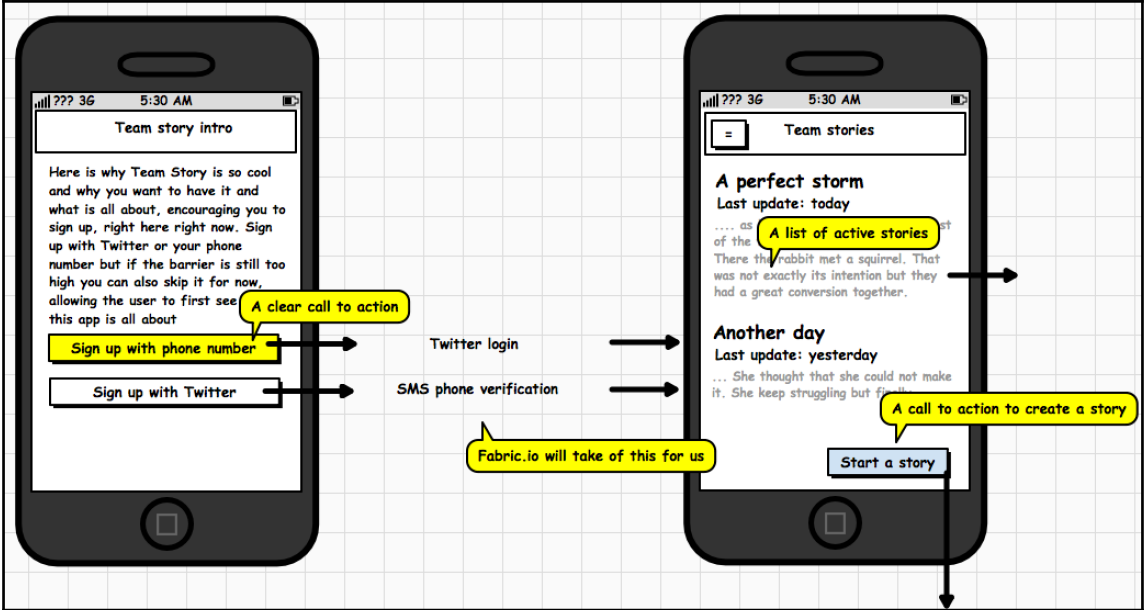 ??? 3G 5:30 AM
Team story intro
Here is why Team Story is so cool
and why you want to have it and
what is all about, encouraging you to
sign up, right here right now. Sign
up with Twitter or your phone
number but if the barrier is still too
high you can also skip it for now,
allowing the user to first see
this app is all about
A clear call to action
Sign up with phone number
Sign up with Twitter
Twitter login
SMS phone verification
Fabric.io will take of this for us
??? 3G 5:30 AM
=
Team stories
A perfect storm
Last update: today
.... as
of the
A list of active stories
There the rabbit met a squirrel. That
was not exactly its intention but they
had a great conversion together.
Another day
Last update: yesterday
... She thought that she could not make
it. She keep struggling but finally
A call to action to create a story
Start a story